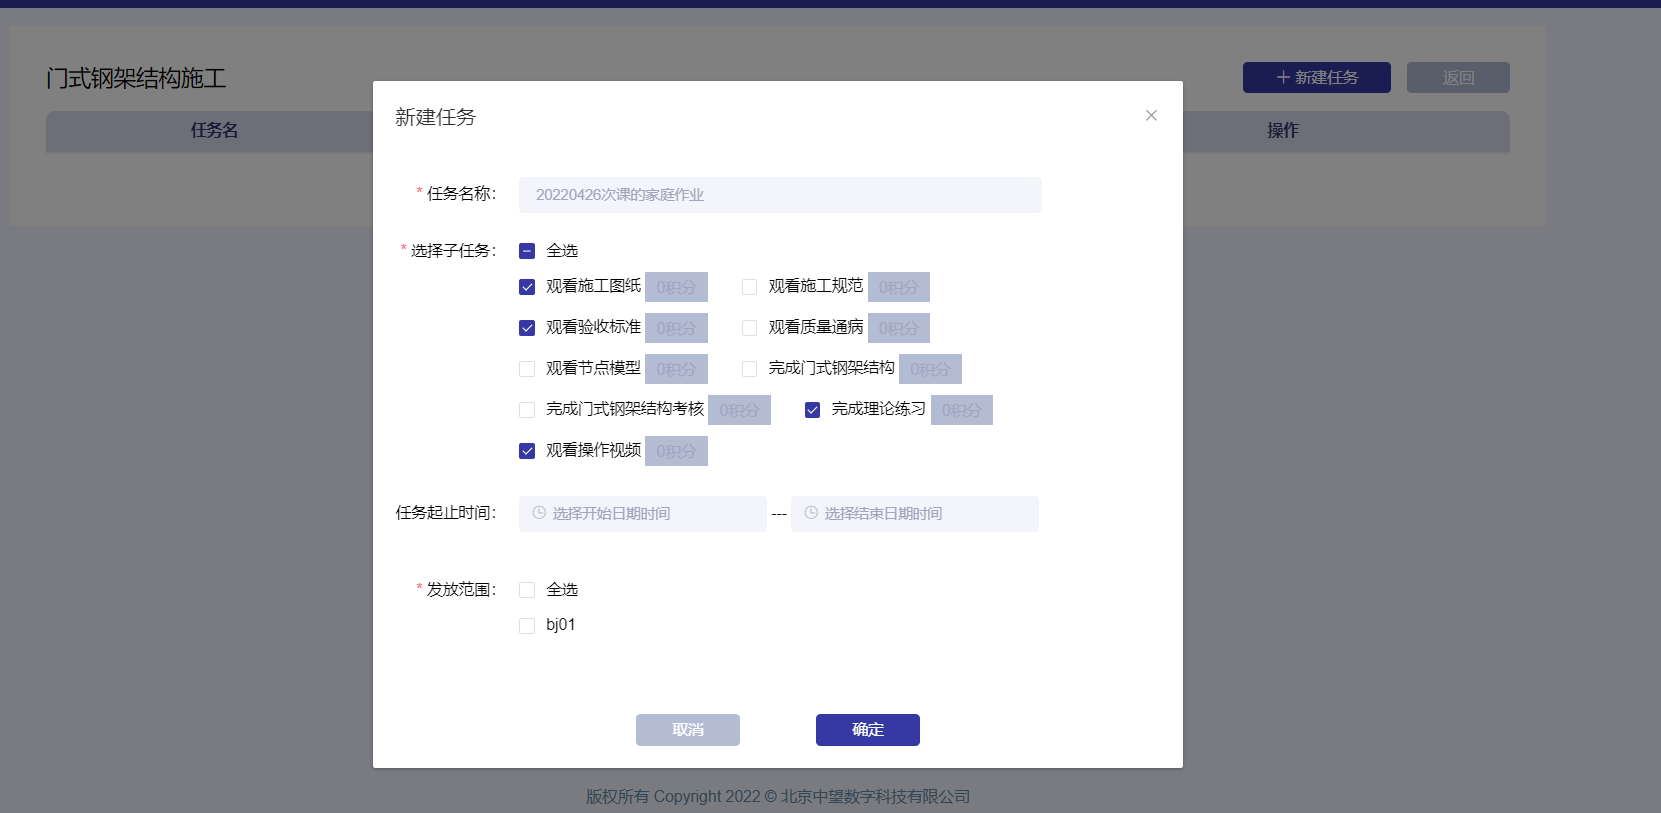 门式钢架结构施工
新建任务 返回
任务名 操作
新建任务
* 任务名称: 20220426次课的家庭作业
* 选择子任务: 全选
观看施工图纸 0积分 观看施工规范 0积分
观看验收标准 0积分 观看质量通病 0积分
观看节点模型 0积分 完成门式钢架结构 0积分
完成门式钢架结构考核 0积分 完成理论练习 0积分
观看操作视频 0积分
任务起止时间: 选择开始日期时间 --- 选择结束日期时间
* 发放范围: 全选
bj01
取消 确定
版权所有 Copyright 2022 © 北京中望数字科技有限公司